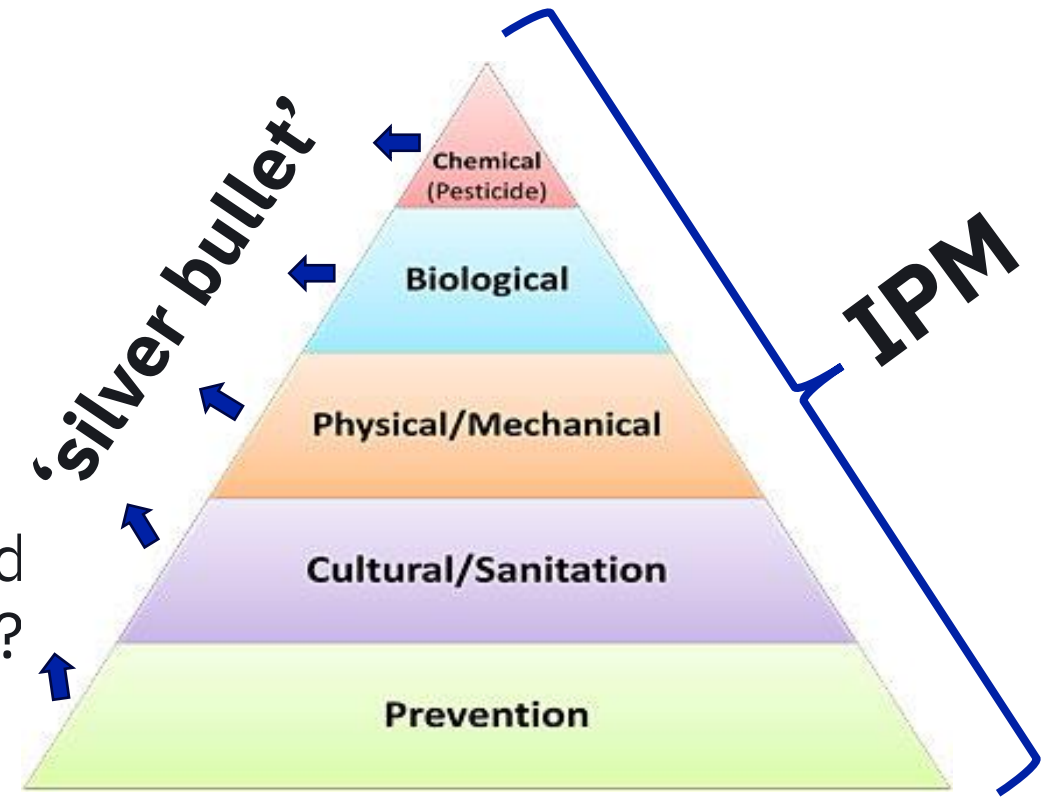 ‘silver bullet’
Chemical
(Pesticide)
Biological
IPM
Physical/Mechanical
Cultural/Sanitation
d
?
Prevention